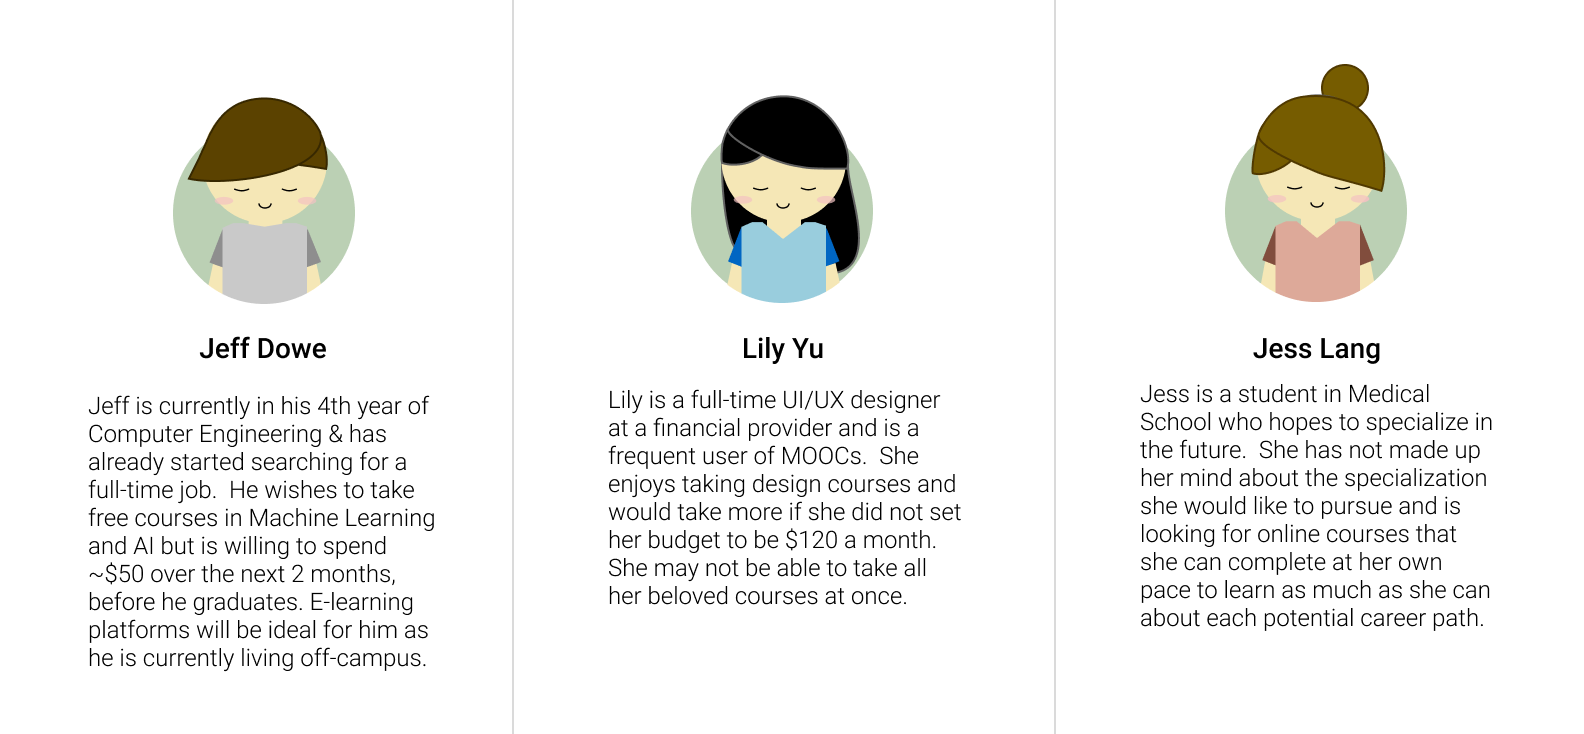 Jeff Dowe
Jeff is currently in his 4th year of
Computer Engineering & has
already started searching for a
full-time job.  He wishes to take
free courses in Machine Learning
and AI but is willing to spend
~$50 over the next 2 months,
before he graduates. E-learning
platforms will be ideal for him as
he is currently living off-campus.
Lily Yu
Lily is a full-time UI/UX designer
at a financial provider and is a
frequent user of MOOCs.  She
enjoys taking design courses and
would take more if she did not set
her budget to be $120 a month.
She may not be able to take all
her beloved courses at once.
Jess Lang
Jess is a student in Medical
School who hopes to specialize in
the future.  She has not made up
her mind about the specialization
she would like to pursue and is
looking for online courses that
she can complete at her own
pace to learn as much as she can
about each potential career path.